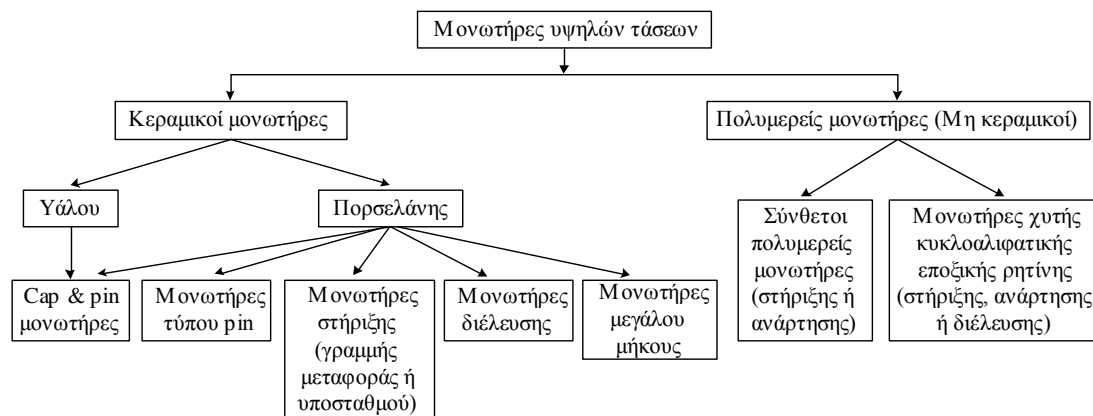 Μονωτήρες υψηλών τάσεων
Κεραμικοί μονωτήρες
Πολυμερείς μονωτήρες (Μη κεραμικοί)
Υάλου
Πορσελάνης
Cap & pin
μονωτήρες
Μονωτήρες
τύπου pin
Μονωτήρες
στήριξης
(γραμμής
μεταφοράς ή
υποσταθμού)
Μονωτήρες
διέλευσης
Μονωτήρες
μεγάλου
μήκους
Σύνθετοι
πολυμερείς
μονωτήρες
(στήριξης ή
ανάρτησης)
Μονωτήρες χυτής
κυκλοαλιφατικής
εποξικής ρητίνης
(στήριξης, ανάρτησης
ή διέλευσης)